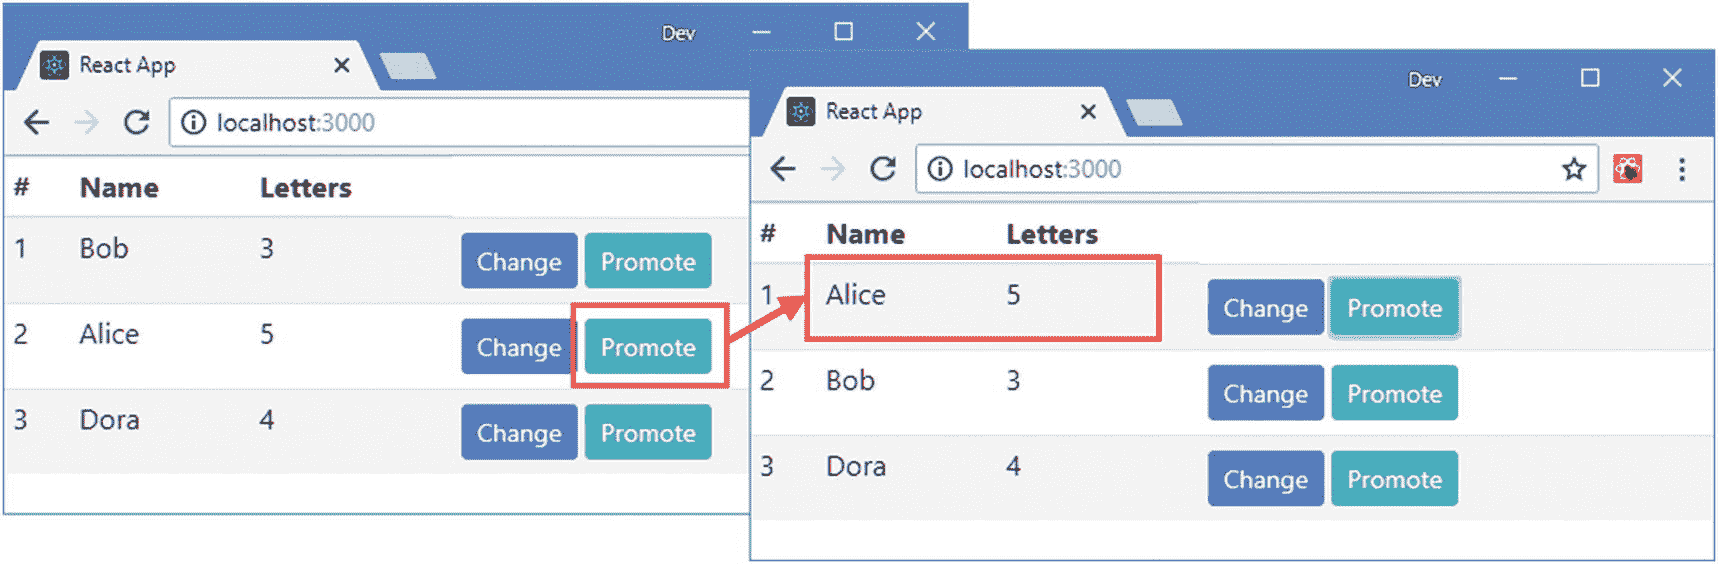 Dev
React App
localhost:3000
# Name Letters
1 Bob 3 Change Promote
2 Alice 5 Change Promote
3 Dora 4 Change Promote
Dev
React App
localhost:3000
# Name Letters
1 Alice 5 Change Promote
2 Bob 3 Change Promote
3 Dora 4 Change Promote